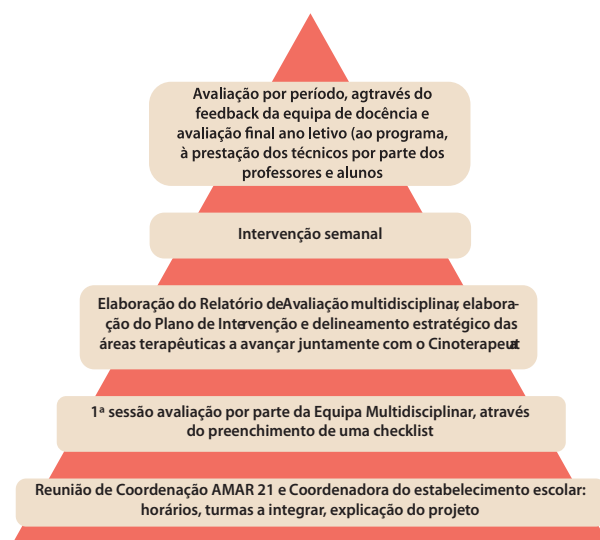 Avaliação por período, agtravés do
feedback da equipa de docência e
avaliação final ano letivo (ao programa,
à prestação dos técnicos por parte dos
professores e alunos
Intervenção semanal
Elaboração do Relatório deAvaliação multidisciplinar, elabora-
ção do Plano de Intervenção e delineamento estratégico das
áreas terapêuticas a avançar juntamente com o Cinoterapeuta
1ª sessão avaliação por parte da Equipa Multidisciplinar, através
do preenchimento de uma checklist
Reunião de Coordenação AMAR 21 e Coordenadora do estabelecimento escolar:
horários, turmas a integrar, explicação do projeto